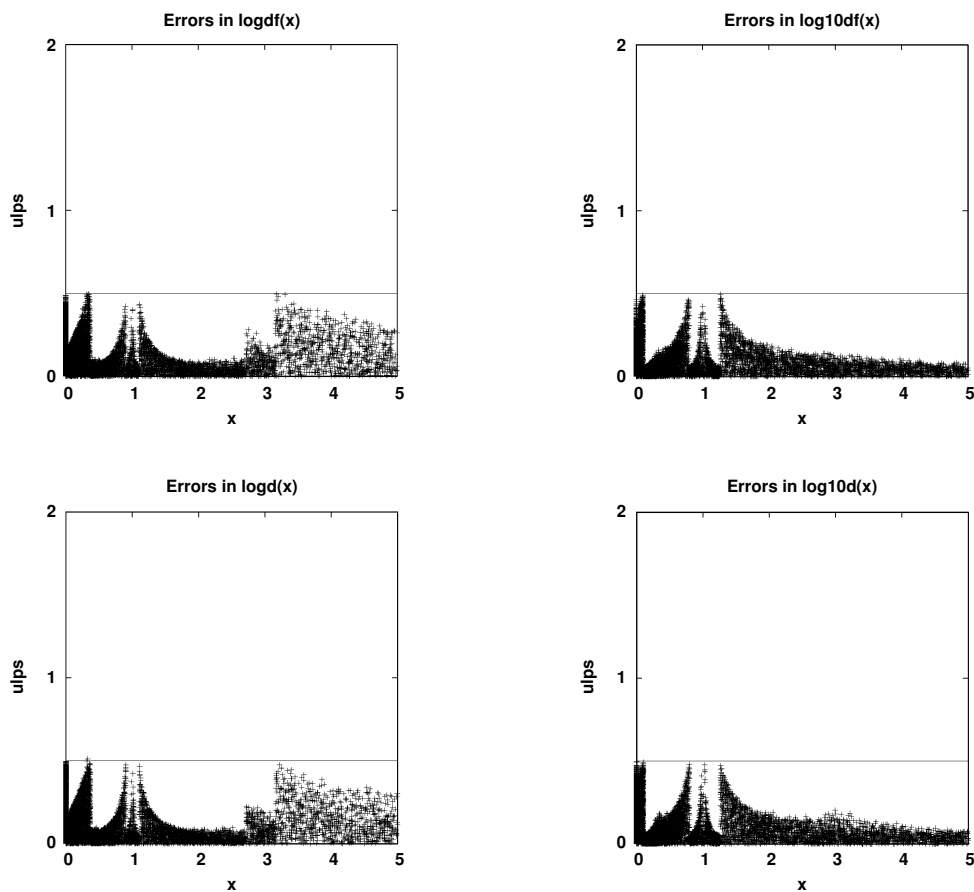 Errors in logdf(x)
2
1
0
ulps
0 1 2 3 4 5
x
Errors in log10df(x)
2
1
0
ulps
0 1 2 3 4 5
x
Errors in logd(x)
2
1
0
ulps
0 1 2 3 4 5
x
Errors in log10d(x)
2
1
0
ulps
0 1 2 3 4 5
x